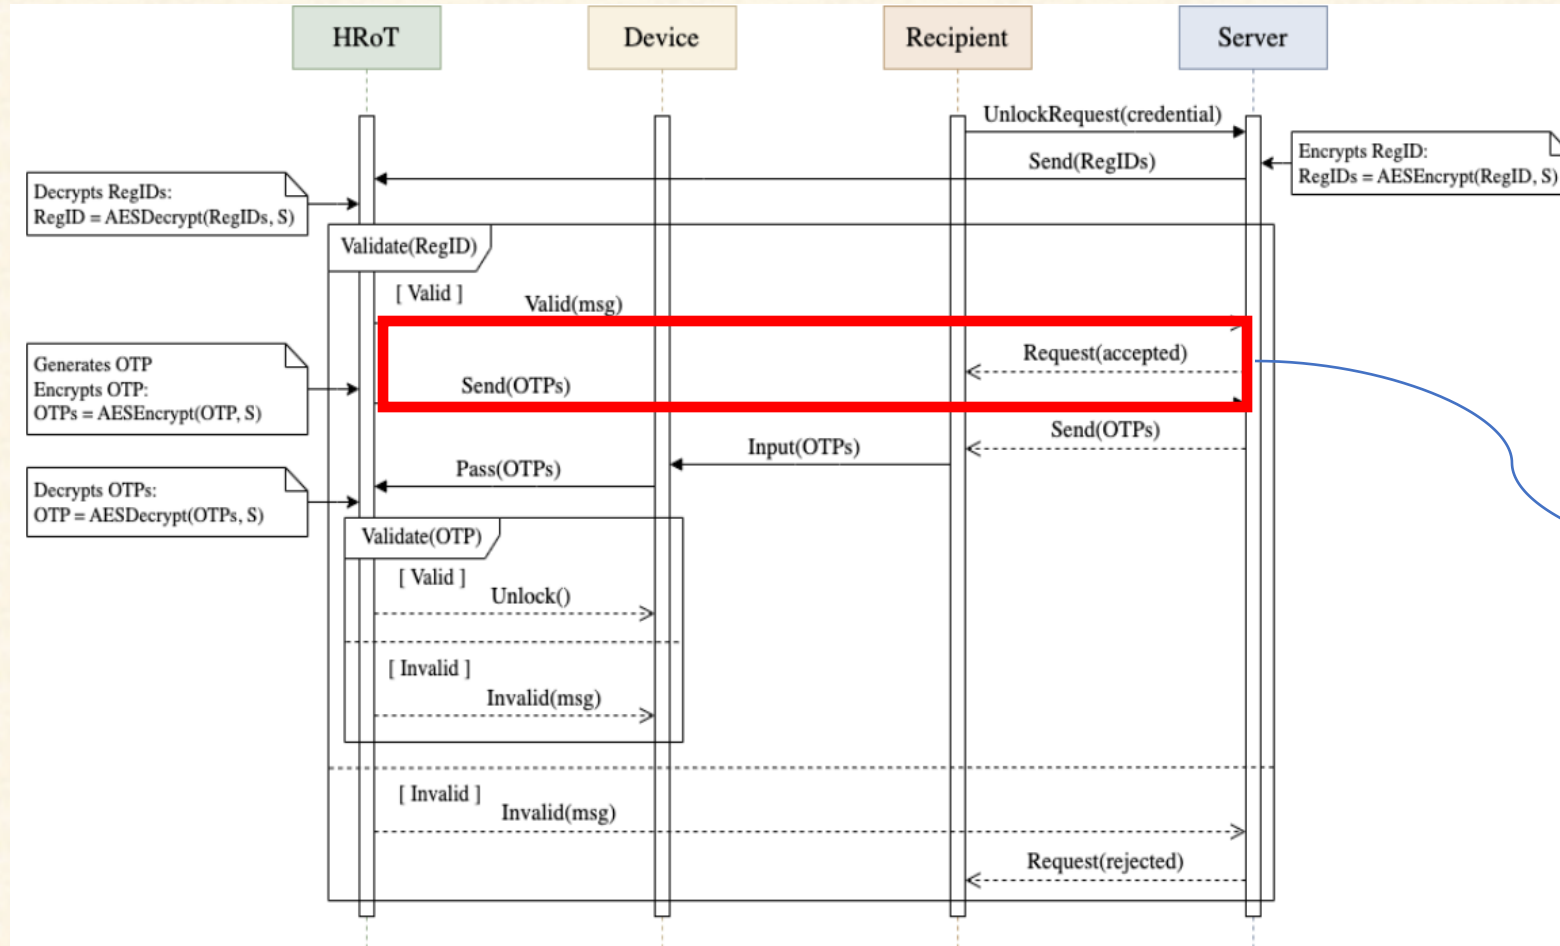 HRoT
Device
Recipient
Server
UnlockRequest(credential)
Encrypts RegID:
RegIDs = AESEncrypt(RegID, S)
Send(RegIDs)
Decrypts RegIDs:
RegID = AESDecrypt(RegIDs, S)
Validate(RegID)
[ Valid ]
Valid(msg)
Request(accepted)
Generates OTP
Encrypts OTP:
OTPs = AESEncrypt(OTP, S)
Send(OTPs)
Send(OTPs)
Input(OTPs)
Pass(OTPs)
Decrypts OTPs:
OTP = AESDecrypt(OTPs, S)
Validate(OTP)
[ Valid ]
Unlock()
[ Invalid ]
Invalid(msg)
[ Invalid ]
Invalid(msg)
Request(rejected)